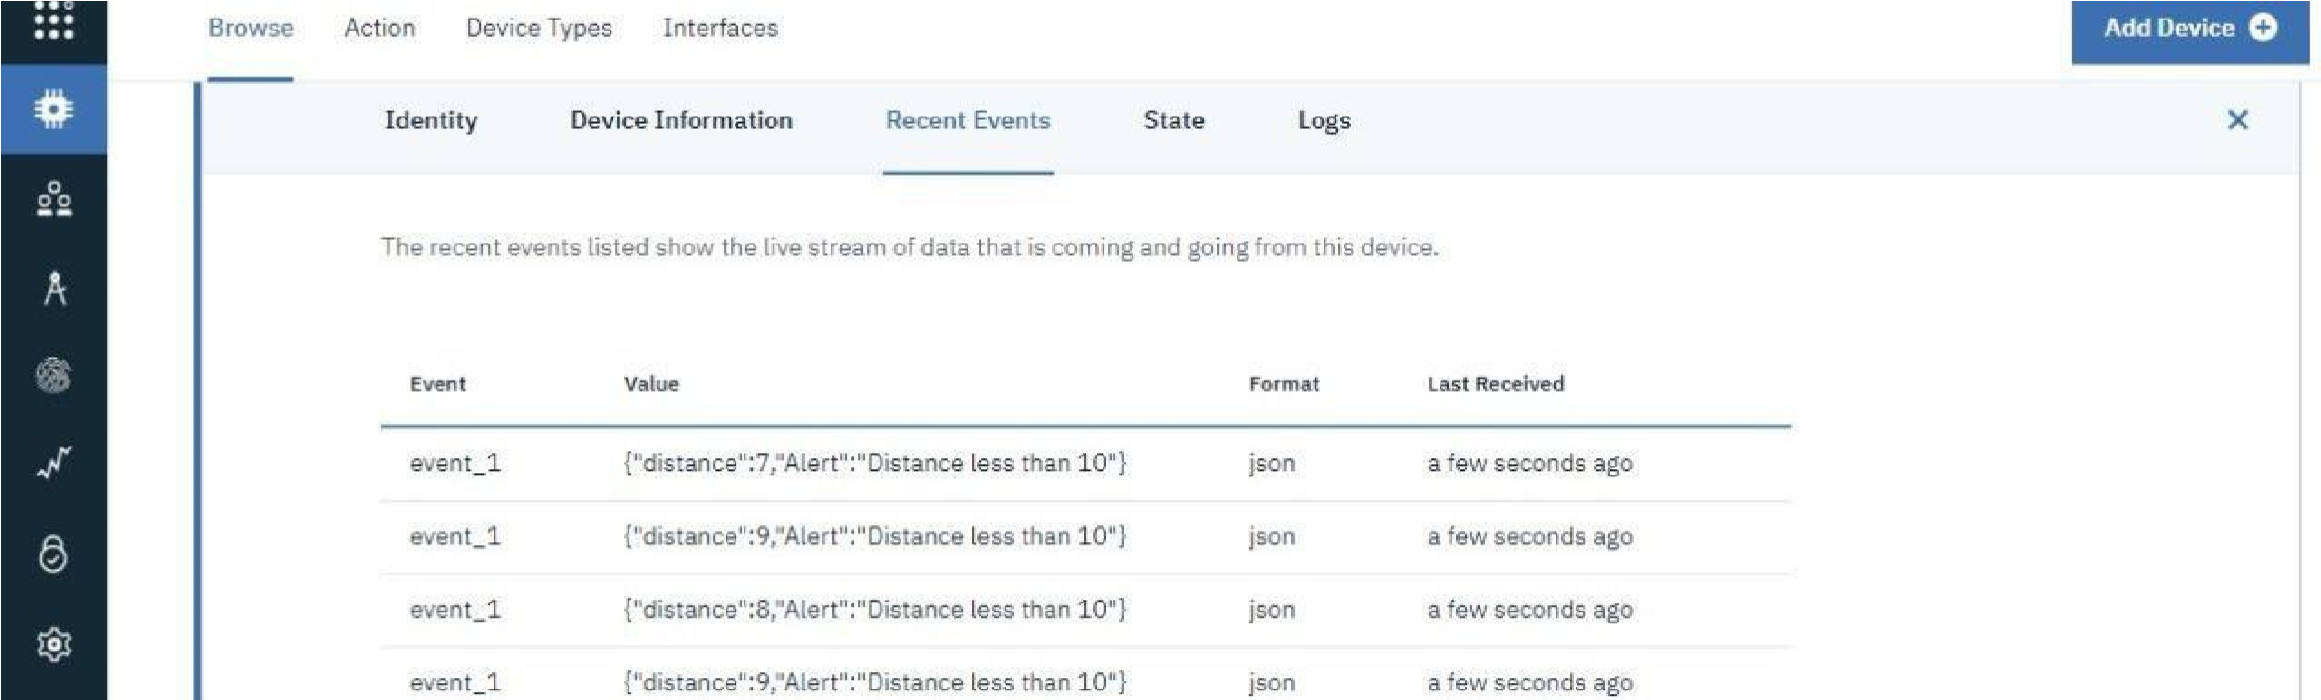 Browse Action Device Types Interfaces Add Device
Identity Device Information Recent Events State Logs
The recent events listed show the live stream of data that is coming and going from this device.
Event Value Format Last Received
event_1 {"distance":7,"Alert":"Distance less than 10"} json a few seconds ago
event_1 {"distance":9,"Alert":"Distance less than 10"} json a few seconds ago
event_1 {"distance":8,"Alert":"Distance less than 10"} json a few seconds ago
event_1 {"distance":9,"Alert":"Distance less than 10"} json a few seconds ago